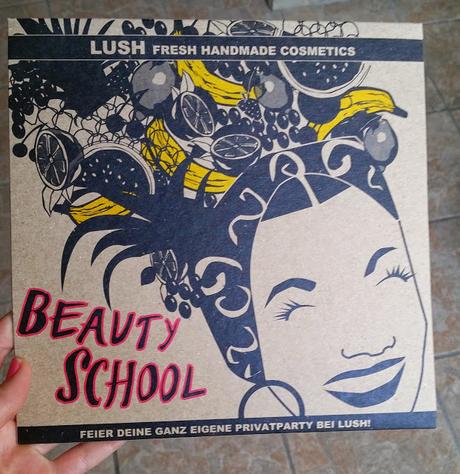 LUSH FRESH HANDMADE COSMETICS
BEAUTY
SCHOOL
FEIER DEINE GANZ EIGENE PRIVATPARTY BEI LUSH!